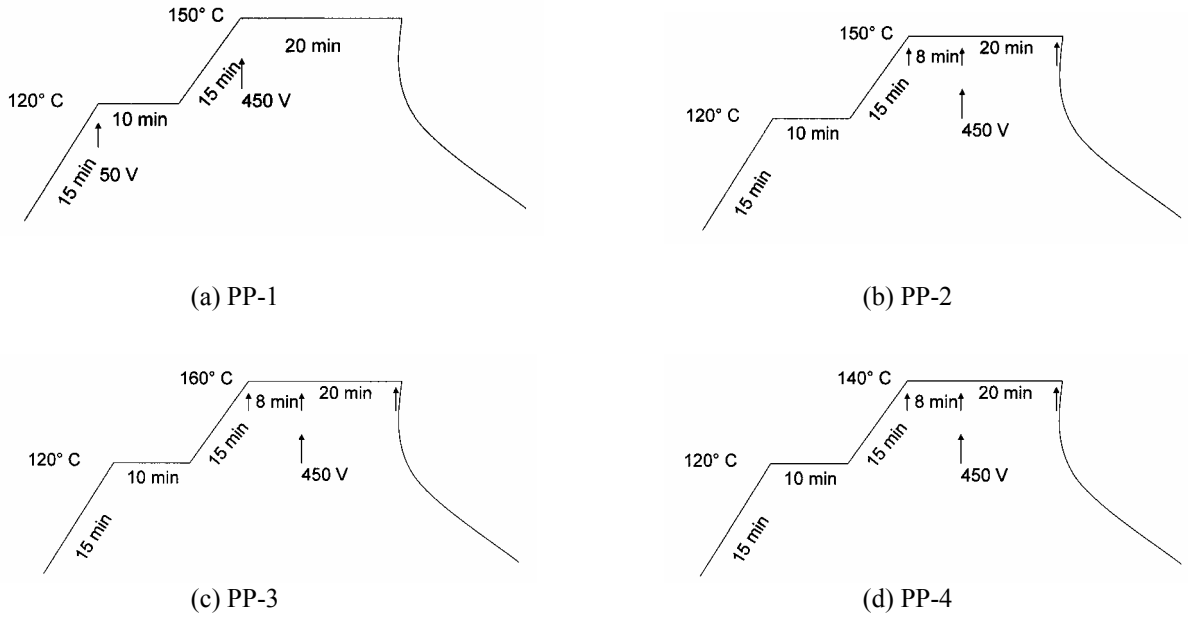 150° C
20 min
15 min
450 V
120° C
10 min
15 min
50 V
(a) PP-1
150° C
8 min
20 min
15 min
450 V
120° C
10 min
15 min
(b) PP-2
160° C
8 min
20 min
15 min
450 V
120° C
10 min
15 min
(c) PP-3
140° C
8 min
20 min
15 min
450 V
120° C
10 min
15 min
(d) PP-4